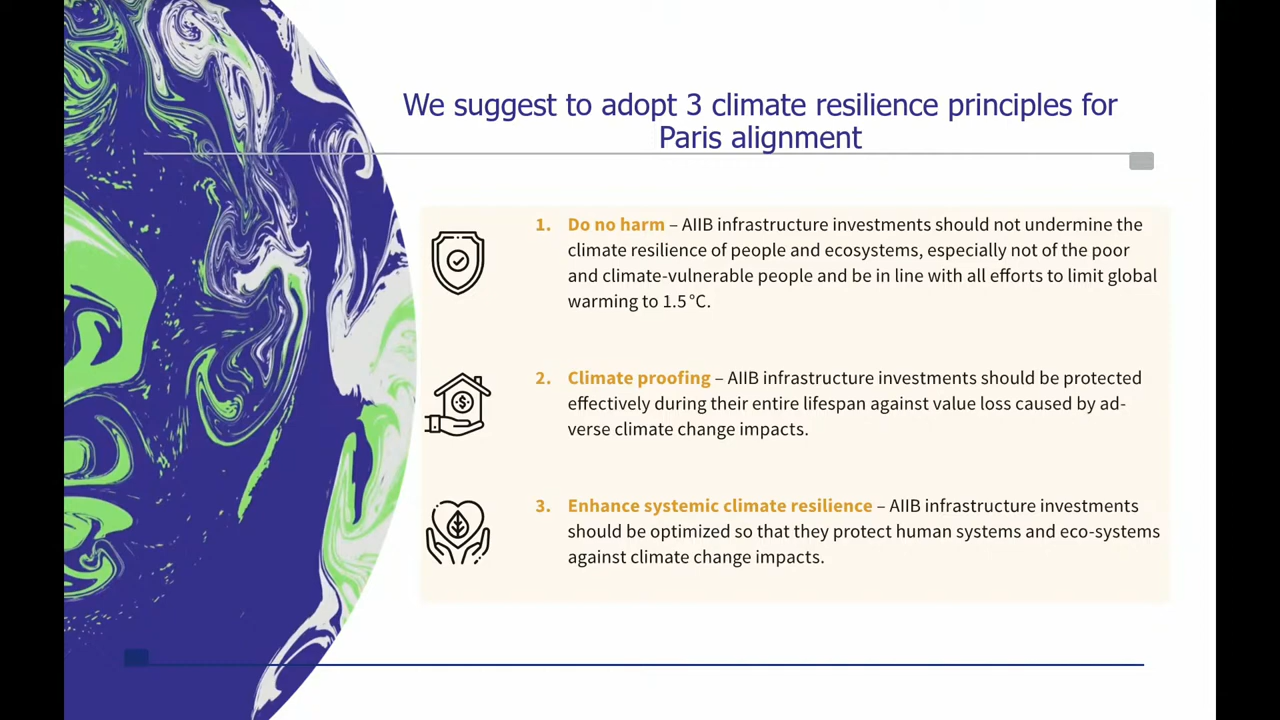 We suggest to adopt 3 climate resilience principles for
Paris alignment
1. Do no harm – AIIB infrastructure investments should not undermine the
climate resilience of people and ecosystems, especially not of the poor
and climate-vulnerable people and be in line with all efforts to limit global
warming to 1.5 °C.
2. Climate proofing – AIIB infrastructure investments should be protected
effectively during their entire lifespan against value loss caused by ad-
verse climate change impacts.
3. Enhance systemic climate resilience – AIIB infrastructure investments
should be optimized so that they protect human systems and eco-systems
against climate change impacts.